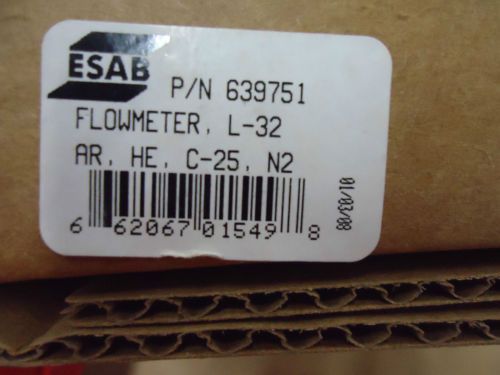 ESAB
P/N 639751
FLOWMETER, L-32
AR, HE, C-25, N2
6 62067 01549 8
01/03/08